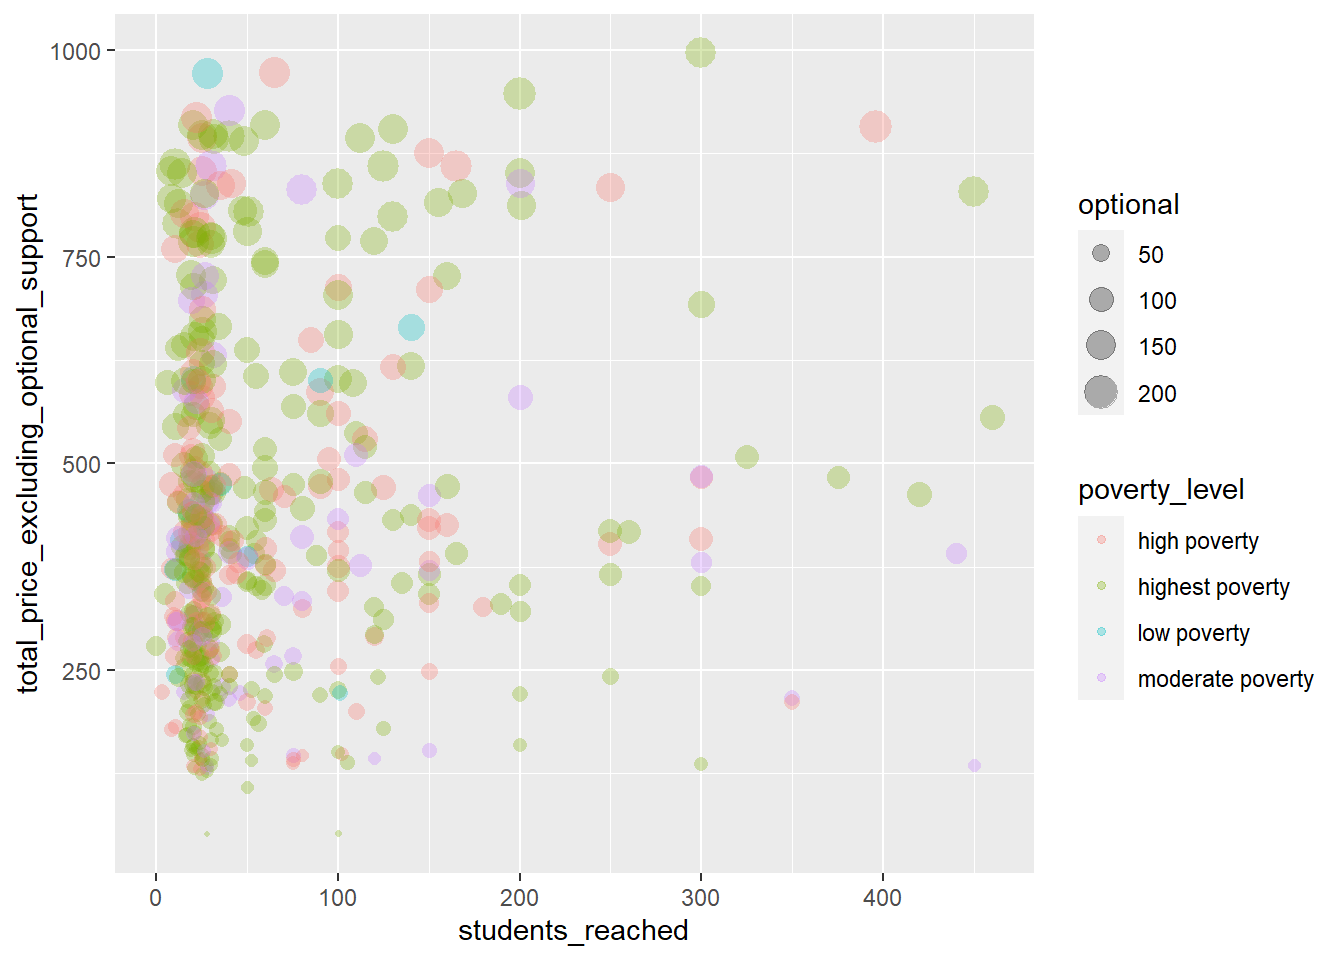 1000
750
500
250
total_price_excluding_optional_support
0 100 200 300 400
students_reached
optional
50
100
150
200
poverty_level
high poverty
highest poverty
low poverty
moderate poverty